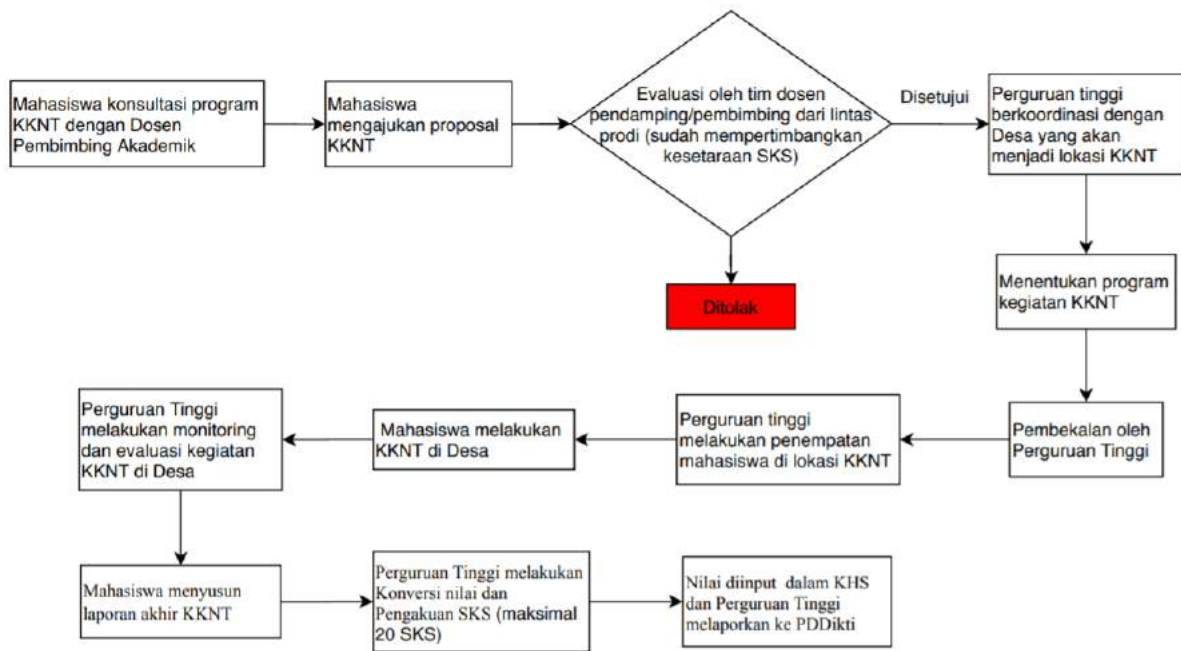 Mahasiswa konsultasi program
KKNT dengan Dosen
Pembimbing Akademik
Mahasiswa
mengajukan proposal
KKNT
Evaluasi oleh tim dosen
pendamping/pembimbing dari lintas
prodi (sudah mempertimbangkan
kesetaraan SKS)
Disetujui
Perguruan tinggi
berkoordinasi dengan
Desa yang akan
menjadi lokasi KKNT
Ditolak
Menentukan program
kegiatan KKNT
Pembekalan oleh
Perguruan Tinggi
Perguruan tinggi
melakukan penempatan
mahasiswa di lokasi KKNT
Mahasiswa melakukan
KKNT di Desa
Perguruan Tinggi
melakukan monitoring
dan evaluasi kegiatan
KKNT di Desa
Mahasiswa menyusun
laporan akhir KKNT
Perguruan Tinggi melakukan
Konversi nilai dan
Pengakuan SKS (maksimal
20 SKS)
Nilai diinput dalam KHS
dan Perguruan Tinggi
melaporkan ke PDDikti